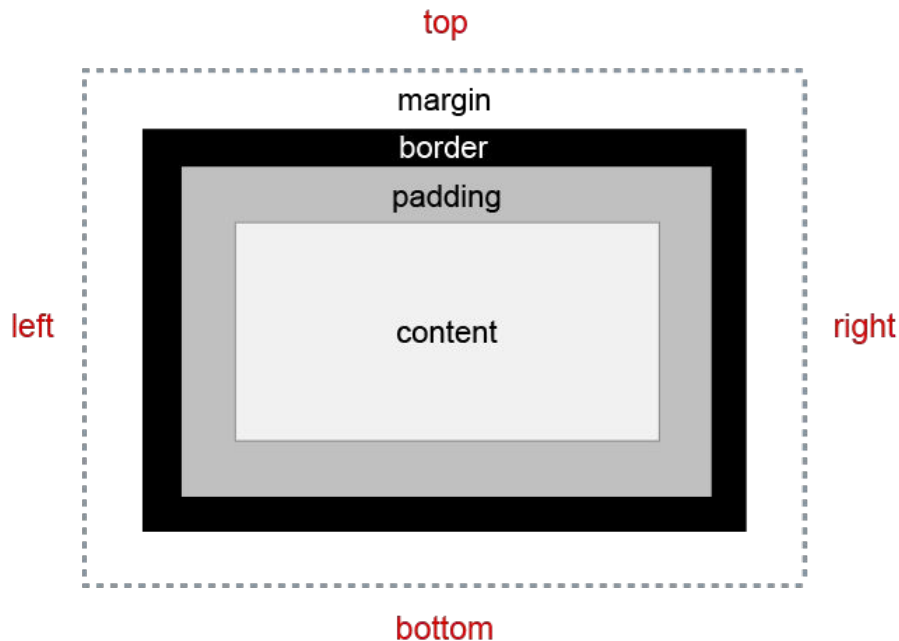 top
margin
border
padding
left
content
right
bottom